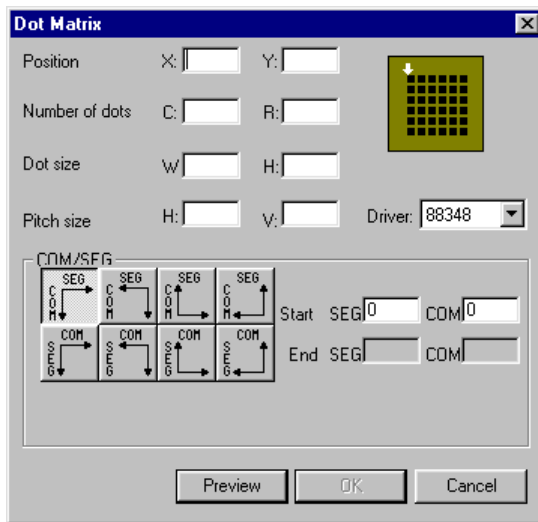 Dot Matrix
Position X: Y:
Number of dots C: R:
Dot size W H:
Pitch size H: V: Driver: 88348
COM/SEG
SEG COM SEG COM SEG COM SEG COM
Start SEG 0 COM 0
COM SEG COM SEG COM SEG COM SEG
End SEG COM
Preview OK Cancel